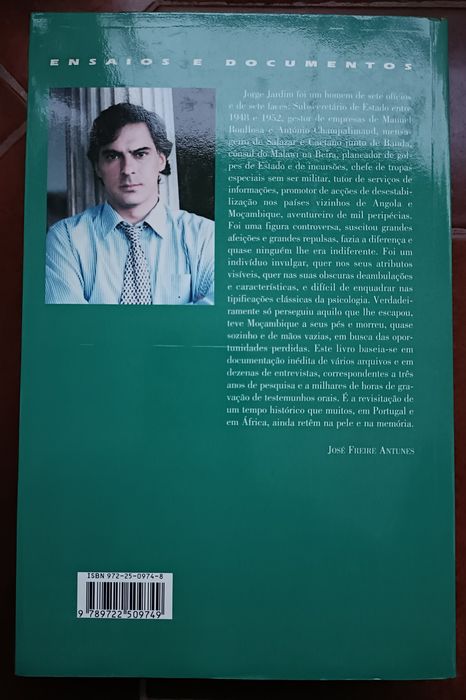 ENSAIOS E DOCUMENTOS
Jorge Jardim foi um homem de sete ofícios
e de sete faces: Subsecretário de Estado entre
1948 e 1952, gestor de empresas de Manuel
Boullosa e António Champalimaud, mensa-
geiro de Salazar e Caetano junto de Banda,
cônsul do Malawi na Beira, planeador de gol-
pes de Estado e de incursões, chefe de tropas
especiais sem ser militar, tutor de serviços de
informações, promotor de acções de desestabi-
lização nos países vizinhos de Angola e
Moçambique, aventureiro de mil peripécias.
Foi uma figura controversa, suscitou grandes
afeições e grandes repulsas, fazia a diferença e
quase ninguém lhe era indiferente. Foi um
indivíduo invulgar, quer nos seus atributos
visíveis, quer nas suas obscuras deambulações
e características, e difícil de enquadrar nas
tipificações clássicas da psicologia. Verdadei-
ramente só perseguiu aquilo que lhe escapou,
teve Moçambique a seus pés e morreu, quase
sozinho e de mãos vazias, em busca das opor-
tunidades perdidas. Este livro baseia-se em
documentação inédita de vários arquivos e em
dezenas de entrevistas, correspondentes a três
anos de pesquisa e a milhares de horas de gra-
vação de testemunhos orais. É a revisitação de
um tempo histórico que muitos, em Portugal e
em África, ainda retêm na pele e na memória.
JOSÉ FREIRE ANTUNES
ISBN 972-25-0974-8
9 789722 509749